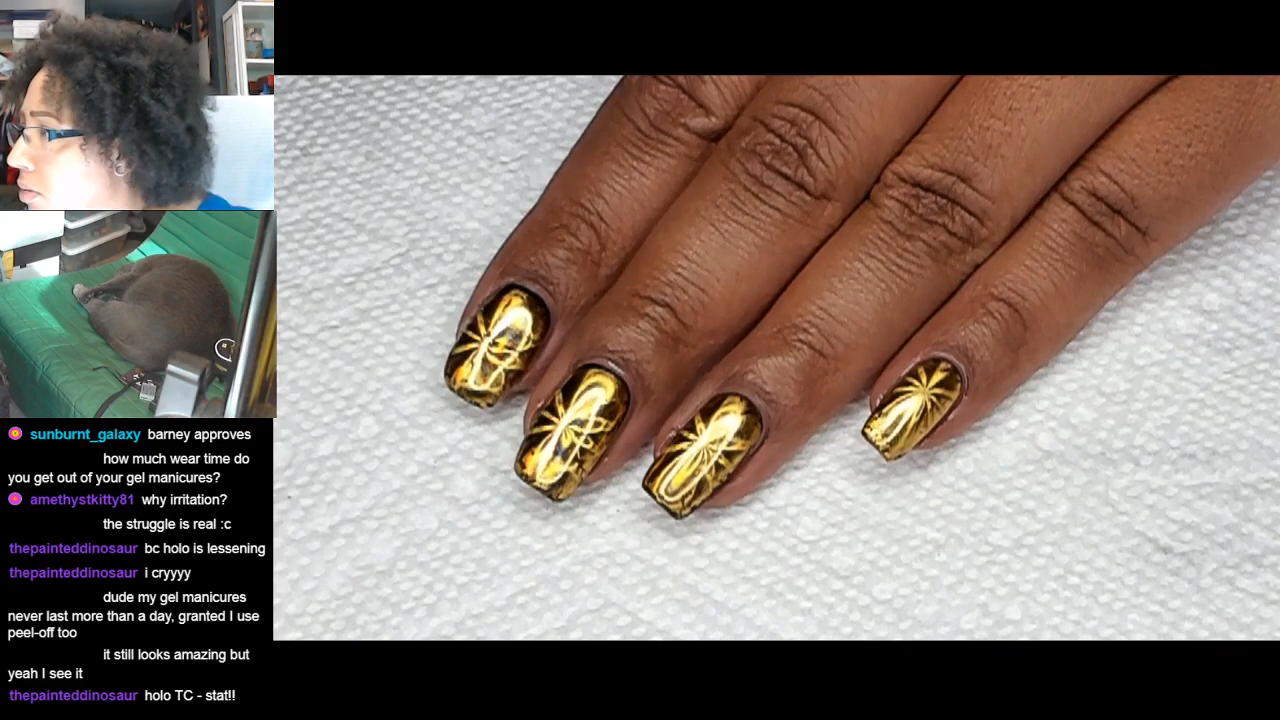 sunburnt_galaxy barney approves
how much wear time do
you get out of your gel manicures?
amethystkitty81 why irritation?
the struggle is real :c
thepainteddinosaur bc holo is lessening
thepainteddinosaur i cryyyy
dude my gel manicures
never last more than a day, granted I use
peel-off too
it still looks amazing but
yeah I see it
thepainteddinosaur holo TC - stat!!